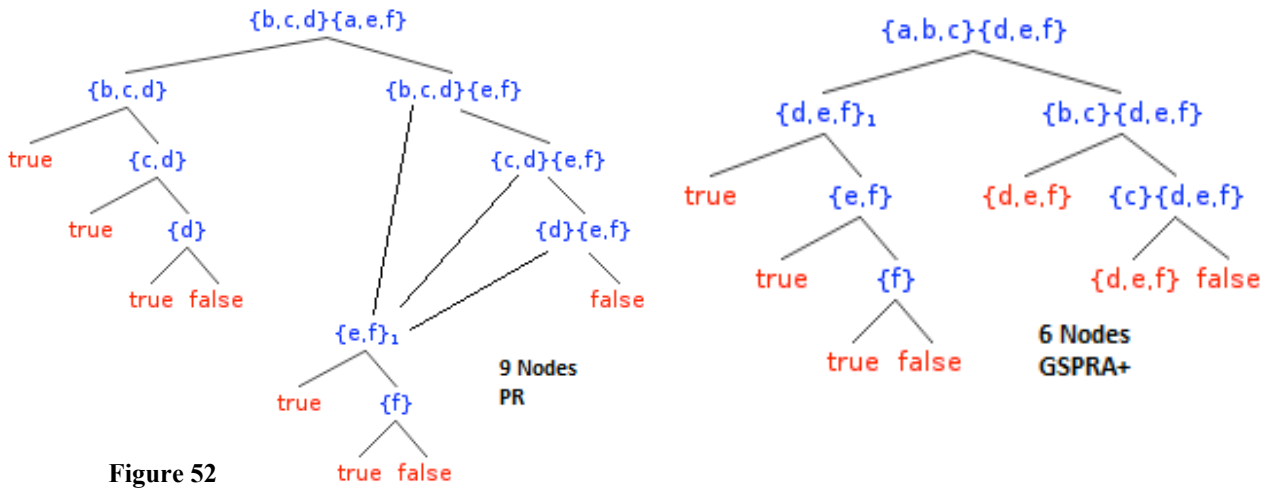 {b,c,d}{a,e,f}
{b,c,d} {b,c,d}{e,f}
true {c,d} {c,d}{e,f}
true {d} {d}{e,f}
true false false
{e,f}₁
true {f}
true false
9 Nodes
PR
{a,b,c}{d,e,f}
{d,e,f}₁ {b,c}{d,e,f}
true {e,f} {d,e,f} {c}{d,e,f}
true {f} {d,e,f} false
true false
6 Nodes
GSPRA+
Figure 52